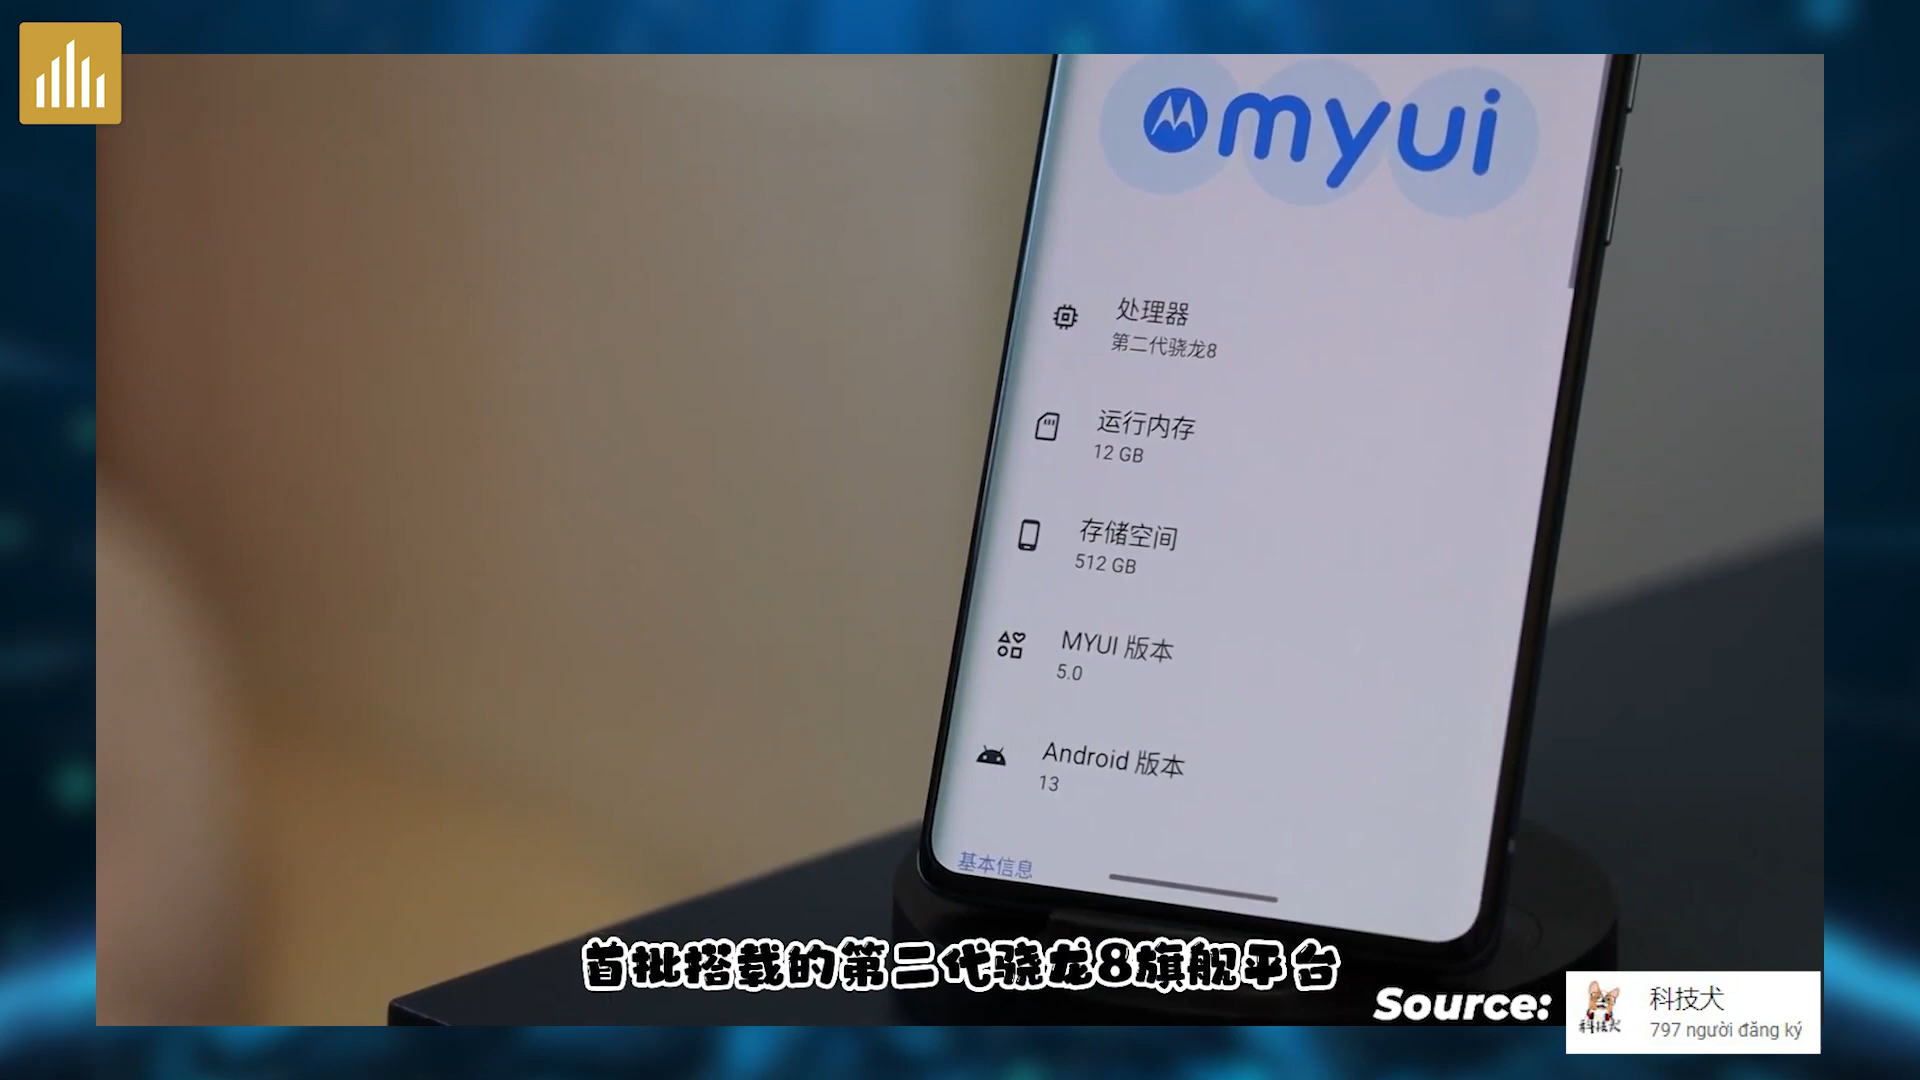 myui
处理器
第二代骁龙8
运行内存
12 GB
存储空间
512 GB
MYUI 版本
5.0
Android 版本
13
基本信息
首批搭载的第二代骁龙8旗舰平台
Source:
科技犬
科技犬
797 người đăng ký